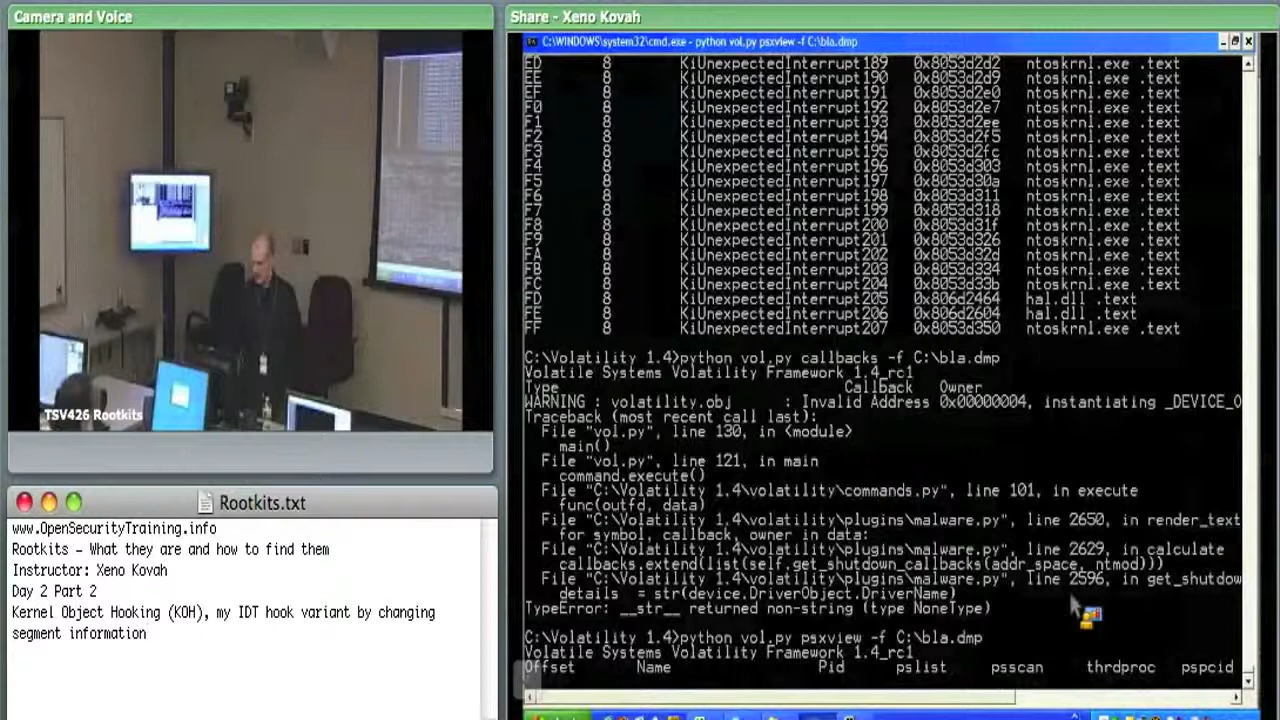 Camera and Voice
TSV426 Rootkits
Rootkits.txt
www.OpenSecurityTraining.info
Rootkits - What they are and how to find them
Instructor: Xeno Kovah
Day 2 Part 2
Kernel Object Hooking (KOH), my IDT hook variant by changing
segment information
Share - Xeno Kovah
C:\WINDOWS\system32\cmd.exe - python vol.py psxview -f C:\bla.dmp
ED 8 KiUnexpectedInterrupt189 0x8053d2d2 ntoskrnl.exe .text
EE 8 KiUnexpectedInterrupt190 0x8053d2d9 ntoskrnl.exe .text
EF 8 KiUnexpectedInterrupt191 0x8053d2e0 ntoskrnl.exe .text
F0 8 KiUnexpectedInterrupt192 0x8053d2e7 ntoskrnl.exe .text
F1 8 KiUnexpectedInterrupt193 0x8053d2ee ntoskrnl.exe .text
F2 8 KiUnexpectedInterrupt194 0x8053d2f5 ntoskrnl.exe .text
F3 8 KiUnexpectedInterrupt195 0x8053d2fc ntoskrnl.exe .text
F4 8 KiUnexpectedInterrupt196 0x8053d303 ntoskrnl.exe .text
F5 8 KiUnexpectedInterrupt197 0x8053d30a ntoskrnl.exe .text
F6 8 KiUnexpectedInterrupt198 0x8053d311 ntoskrnl.exe .text
F7 8 KiUnexpectedInterrupt199 0x8053d318 ntoskrnl.exe .text
F8 8 KiUnexpectedInterrupt200 0x8053d31f ntoskrnl.exe .text
F9 8 KiUnexpectedInterrupt201 0x8053d326 ntoskrnl.exe .text
FA 8 KiUnexpectedInterrupt202 0x8053d32d ntoskrnl.exe .text
FB 8 KiUnexpectedInterrupt203 0x8053d334 ntoskrnl.exe .text
FC 8 KiUnexpectedInterrupt204 0x8053d33b ntoskrnl.exe .text
FD 8 KiUnexpectedInterrupt205 0x806d2464 hal.dll .text
FE 8 KiUnexpectedInterrupt206 0x806d2604 hal.dll .text
FF 8 KiUnexpectedInterrupt207 0x8053d350 ntoskrnl.exe .text
C:\Volatility 1.4>python vol.py callbacks -f C:\bla.dmp
Volatile Systems Volatility Framework 1.4_rc1
Type Callback Owner
WARNING : volatility.obj : Invalid Address 0x00000004, instantiating _DEVICE_O
Traceback (most recent call last):
File "vol.py", line 130, in <module>
main()
File "vol.py", line 121, in main
command.execute()
File "C:\Volatility 1.4\volatility\commands.py", line 101, in execute
func(outfd, data)
File "C:\Volatility 1.4\volatility\plugins\malware.py", line 2650, in render_text
for symbol, callback, owner in data:
File "C:\Volatility 1.4\volatility\plugins\malware.py", line 2629, in calculate
callbacks.extend(list(self.get_shutdown_callbacks(addr_space, ntmod)))
File "C:\Volatility 1.4\volatility\plugins\malware.py", line 2596, in get_shutdow
details = str(device.DriverObject.DriverName)
TypeError: __str__ returned non-string (type NoneType)
C:\Volatility 1.4>python vol.py psxview -f C:\bla.dmp
Volatile Systems Volatility Framework 1.4_rc1
Offset Name Pid pslist psscan thrdproc pspcid